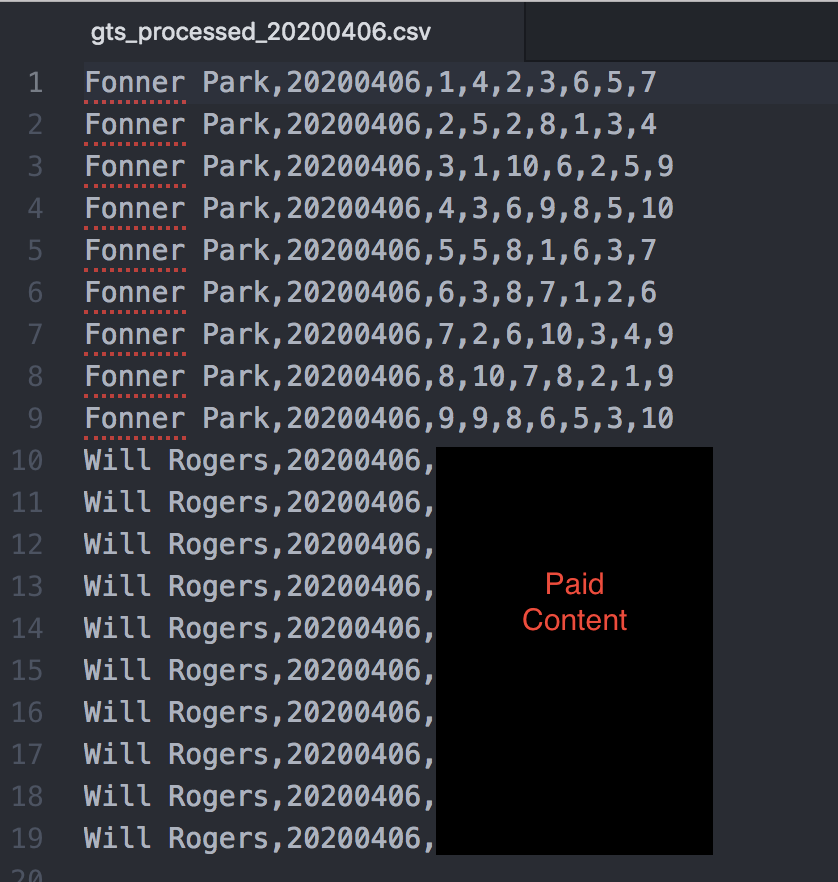 gts_processed_20200406.csv
1 Fonner Park,20200406,1,4,2,3,6,5,7
2 Fonner Park,20200406,2,5,2,8,1,3,4
3 Fonner Park,20200406,3,1,10,6,2,5,9
4 Fonner Park,20200406,4,3,6,9,8,5,10
5 Fonner Park,20200406,5,5,8,1,6,3,7
6 Fonner Park,20200406,6,3,8,7,1,2,6
7 Fonner Park,20200406,7,2,6,10,3,4,9
8 Fonner Park,20200406,8,10,7,8,2,1,9
9 Fonner Park,20200406,9,9,8,6,5,3,10
10 Will Rogers,20200406,
11 Will Rogers,20200406,
12 Will Rogers,20200406,
13 Will Rogers,20200406,
14 Will Rogers,20200406,
15 Will Rogers,20200406,
16 Will Rogers,20200406,
17 Will Rogers,20200406,
18 Will Rogers,20200406,
19 Will Rogers,20200406,
20
Paid
Content